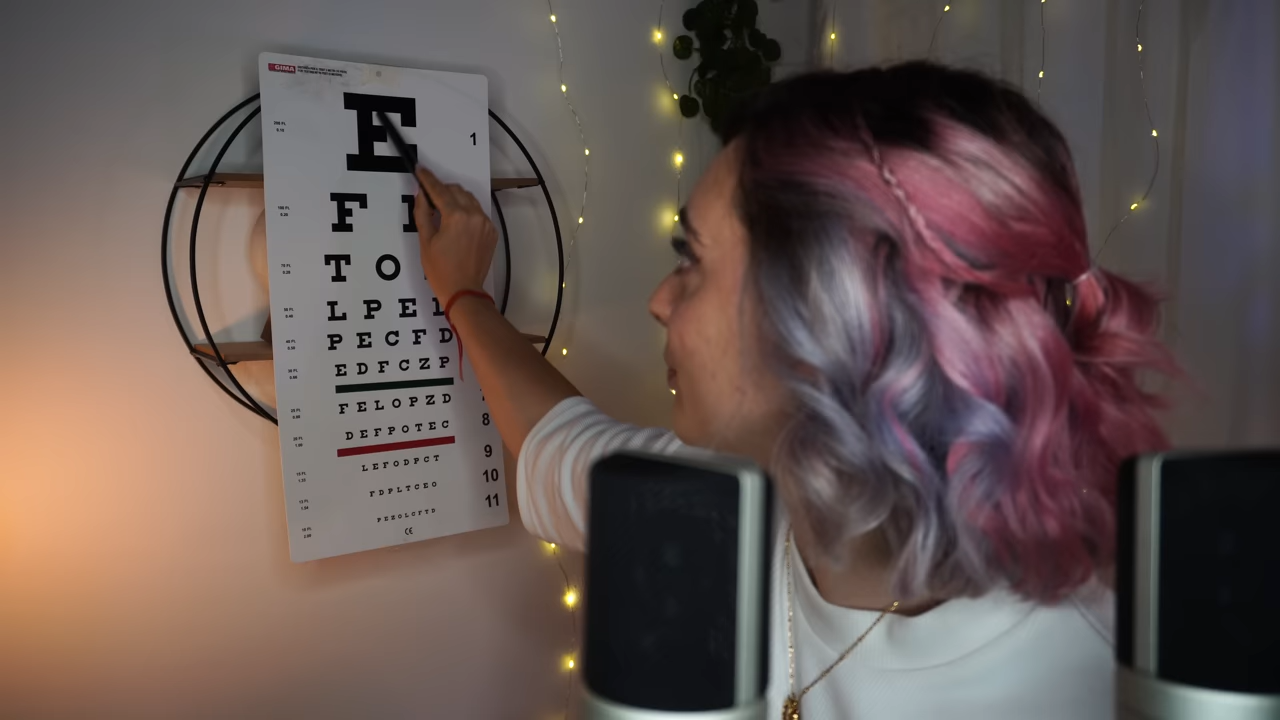 GIMA
E 1
F
T O
L P E D
P E C F D
E D F C Z P
F E L O P Z D
D E F P O T E C 8
L E F O D P C T 9
F D P L T C E O 10
P E Z O L C F T D 11
CE